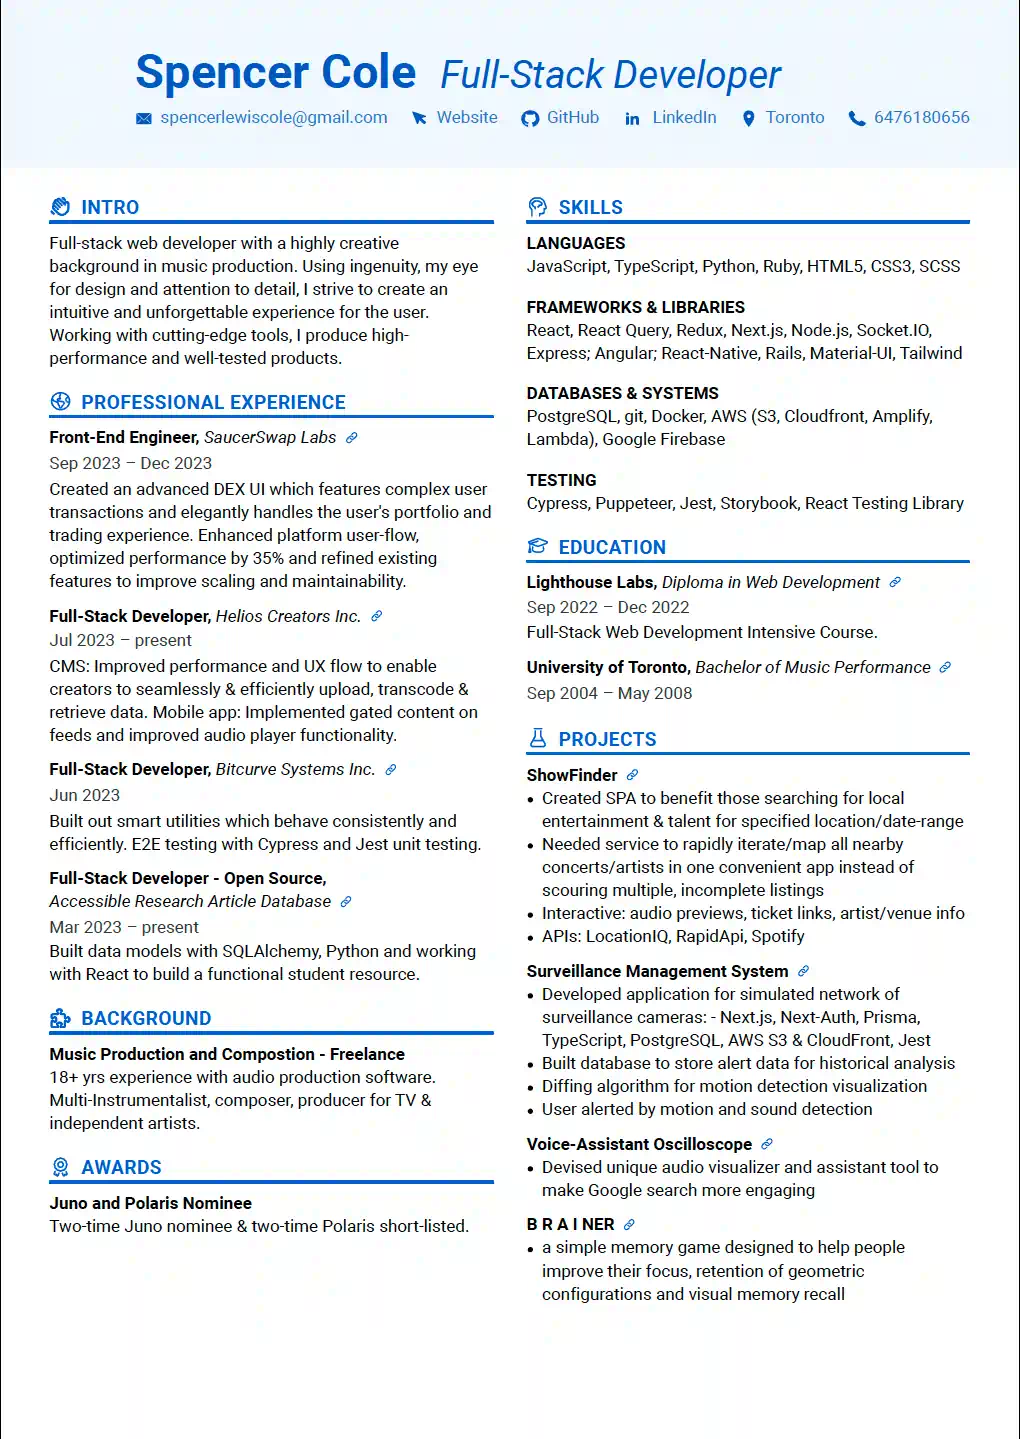 Spencer Cole Full-Stack Developer
spencerlewiscole@gmail.com Website GitHub LinkedIn Toronto 6476180656
INTRO
Full-stack web developer with a highly creative
background in music production. Using ingenuity, my eye
for design and attention to detail, I strive to create an
intuitive and unforgettable experience for the user.
Working with cutting-edge tools, I produce high-
performance and well-tested products.
PROFESSIONAL EXPERIENCE
Front-End Engineer, SaucerSwap Labs
Sep 2023 – Dec 2023
Created an advanced DEX UI which features complex user
transactions and elegantly handles the user's portfolio and
trading experience. Enhanced platform user-flow,
optimized performance by 35% and refined existing
features to improve scaling and maintainability.
Full-Stack Developer, Helios Creators Inc.
Jul 2023 – present
CMS: Improved performance and UX flow to enable
creators to seamlessly & efficiently upload, transcode &
retrieve data. Mobile app: Implemented gated content on
feeds and improved audio player functionality.
Full-Stack Developer, Bitcurve Systems Inc.
Jun 2023
Built out smart utilities which behave consistently and
efficiently. E2E testing with Cypress and Jest unit testing.
Full-Stack Developer - Open Source,
Accessible Research Article Database
Mar 2023 – present
Built data models with SQLAlchemy, Python and working
with React to build a functional student resource.
BACKGROUND
Music Production and Compostion - Freelance
18+ yrs experience with audio production software.
Multi-Instrumentalist, composer, producer for TV &
independent artists.
AWARDS
Juno and Polaris Nominee
Two-time Juno nominee & two-time Polaris short-listed.
SKILLS
LANGUAGES
JavaScript, TypeScript, Python, Ruby, HTML5, CSS3, SCSS
FRAMEWORKS & LIBRARIES
React, React Query, Redux, Next.js, Node.js, Socket.IO,
Express; Angular; React-Native, Rails, Material-UI, Tailwind
DATABASES & SYSTEMS
PostgreSQL, git, Docker, AWS (S3, Cloudfront, Amplify,
Lambda), Google Firebase
TESTING
Cypress, Puppeteer, Jest, Storybook, React Testing Library
EDUCATION
Lighthouse Labs, Diploma in Web Development
Sep 2022 – Dec 2022
Full-Stack Web Development Intensive Course.
University of Toronto, Bachelor of Music Performance
Sep 2004 – May 2008
PROJECTS
ShowFinder
• Created SPA to benefit those searching for local
entertainment & talent for specified location/date-range
• Needed service to rapidly iterate/map all nearby
concerts/artists in one convenient app instead of
scouring multiple, incomplete listings
• Interactive: audio previews, ticket links, artist/venue info
• APIs: LocationIQ, RapidApi, Spotify
Surveillance Management System
• Developed application for simulated network of
surveillance cameras: - Next.js, Next-Auth, Prisma,
TypeScript, PostgreSQL, AWS S3 & CloudFront, Jest
• Built database to store alert data for historical analysis
• Diffing algorithm for motion detection visualization
• User alerted by motion and sound detection
Voice-Assistant Oscilloscope
• Devised unique audio visualizer and assistant tool to
make Google search more engaging
B R A I NER
• a simple memory game designed to help people
improve their focus, retention of geometric
configurations and visual memory recall